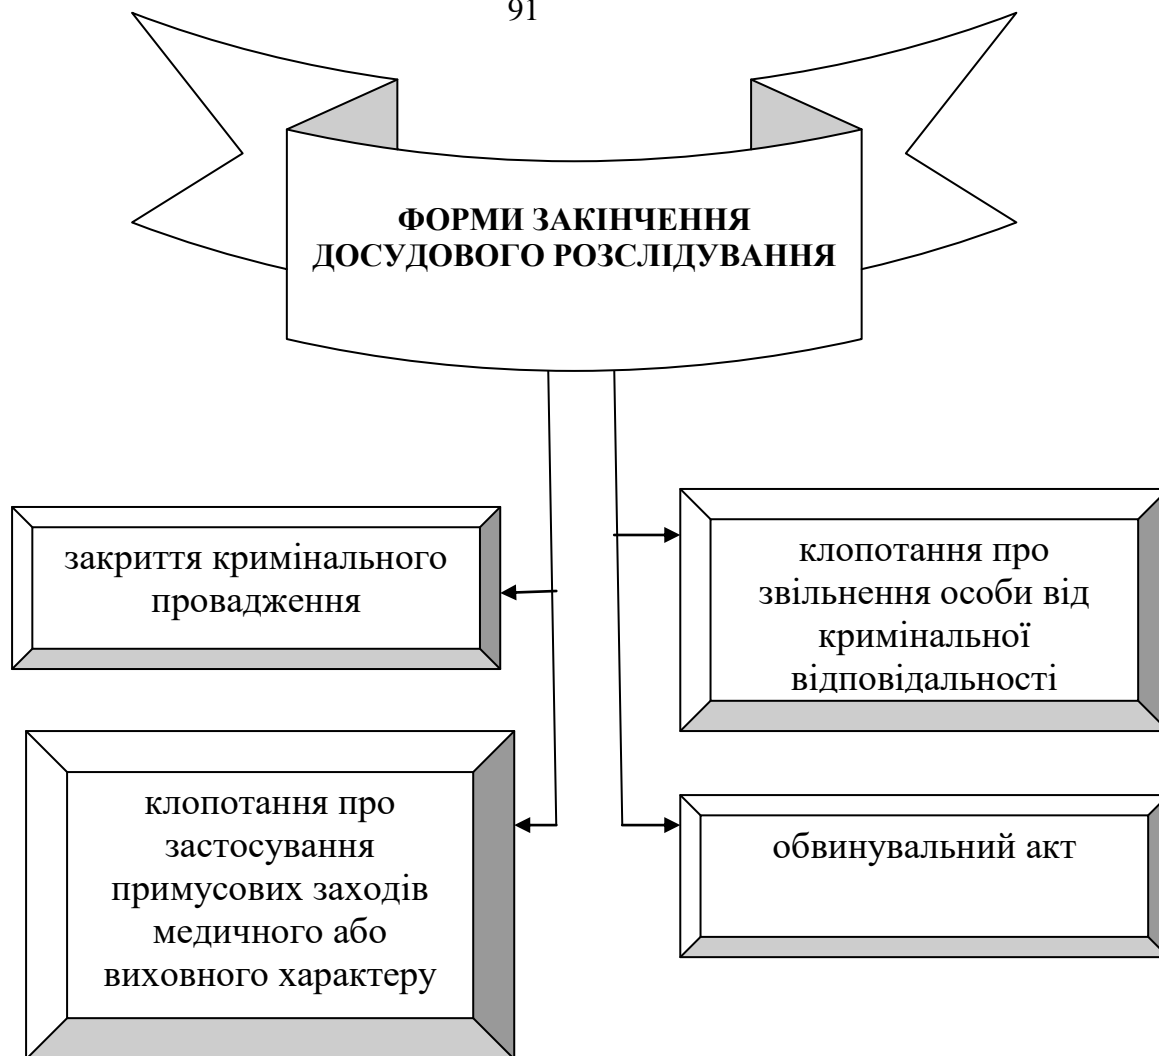 91
ФОРМИ ЗАКІНЧЕННЯ
ДОСУДОВОГО РОЗСЛІДУВАННЯ
закриття кримінального
провадження
клопотання про
звільнення особи від
кримінальної
відповідальності
клопотання про
застосування
примусових заходів
медичного або
виховного характеру
обвинувальний акт